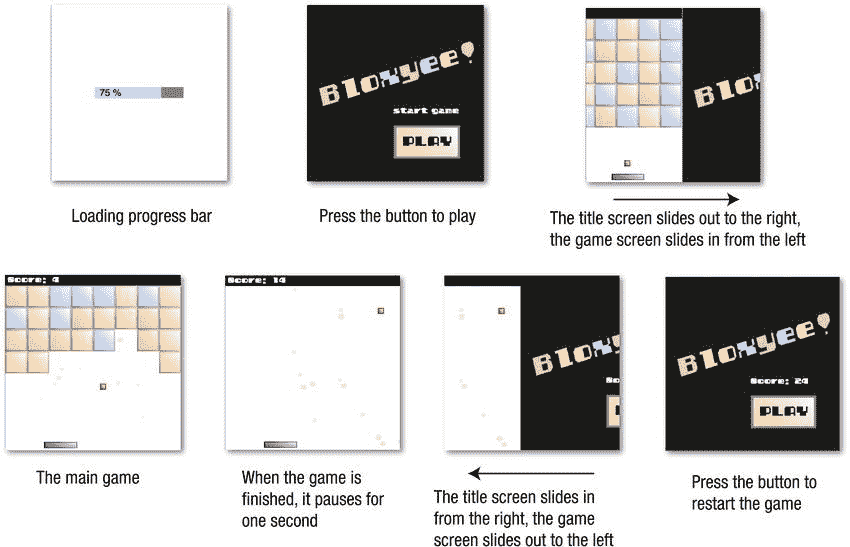 75 %
Bloxyee!
start game
PLAY
Bl
Loading progress bar
Press the button to play
The title screen slides out to the right,
the game screen slides in from the left
Score: 4
Score: 14
Bloxyee
Sc
Bloxyee!
Score: 24
PLAY
The main game
When the game is
finished, it pauses for
one second
The title screen slides in
from the right, the game
screen slides out to the left
Press the button to
restart the game